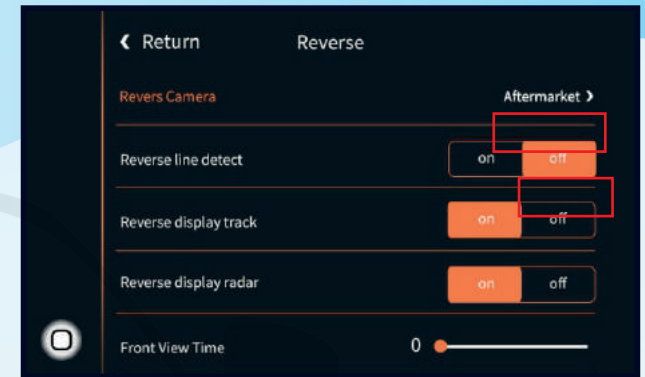 ❮ Return Reverse
Revers Camera Aftermarket ❯
Reverse line detect on off
Reverse display track on off
Reverse display radar on off
Front View Time 0